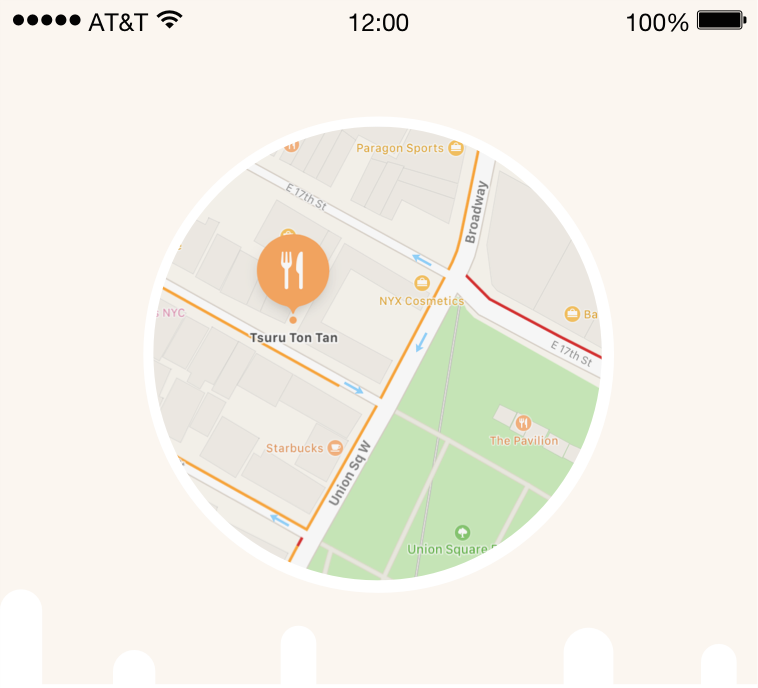 AT&T 12:00 100%
Paragon Sports
E 17th St
Broadway
NYX Cosmetics
Ba
NYC
Tsuru Ton Tan
E 17th St
Starbucks
The Pavilion
Union Sq W
Union Square